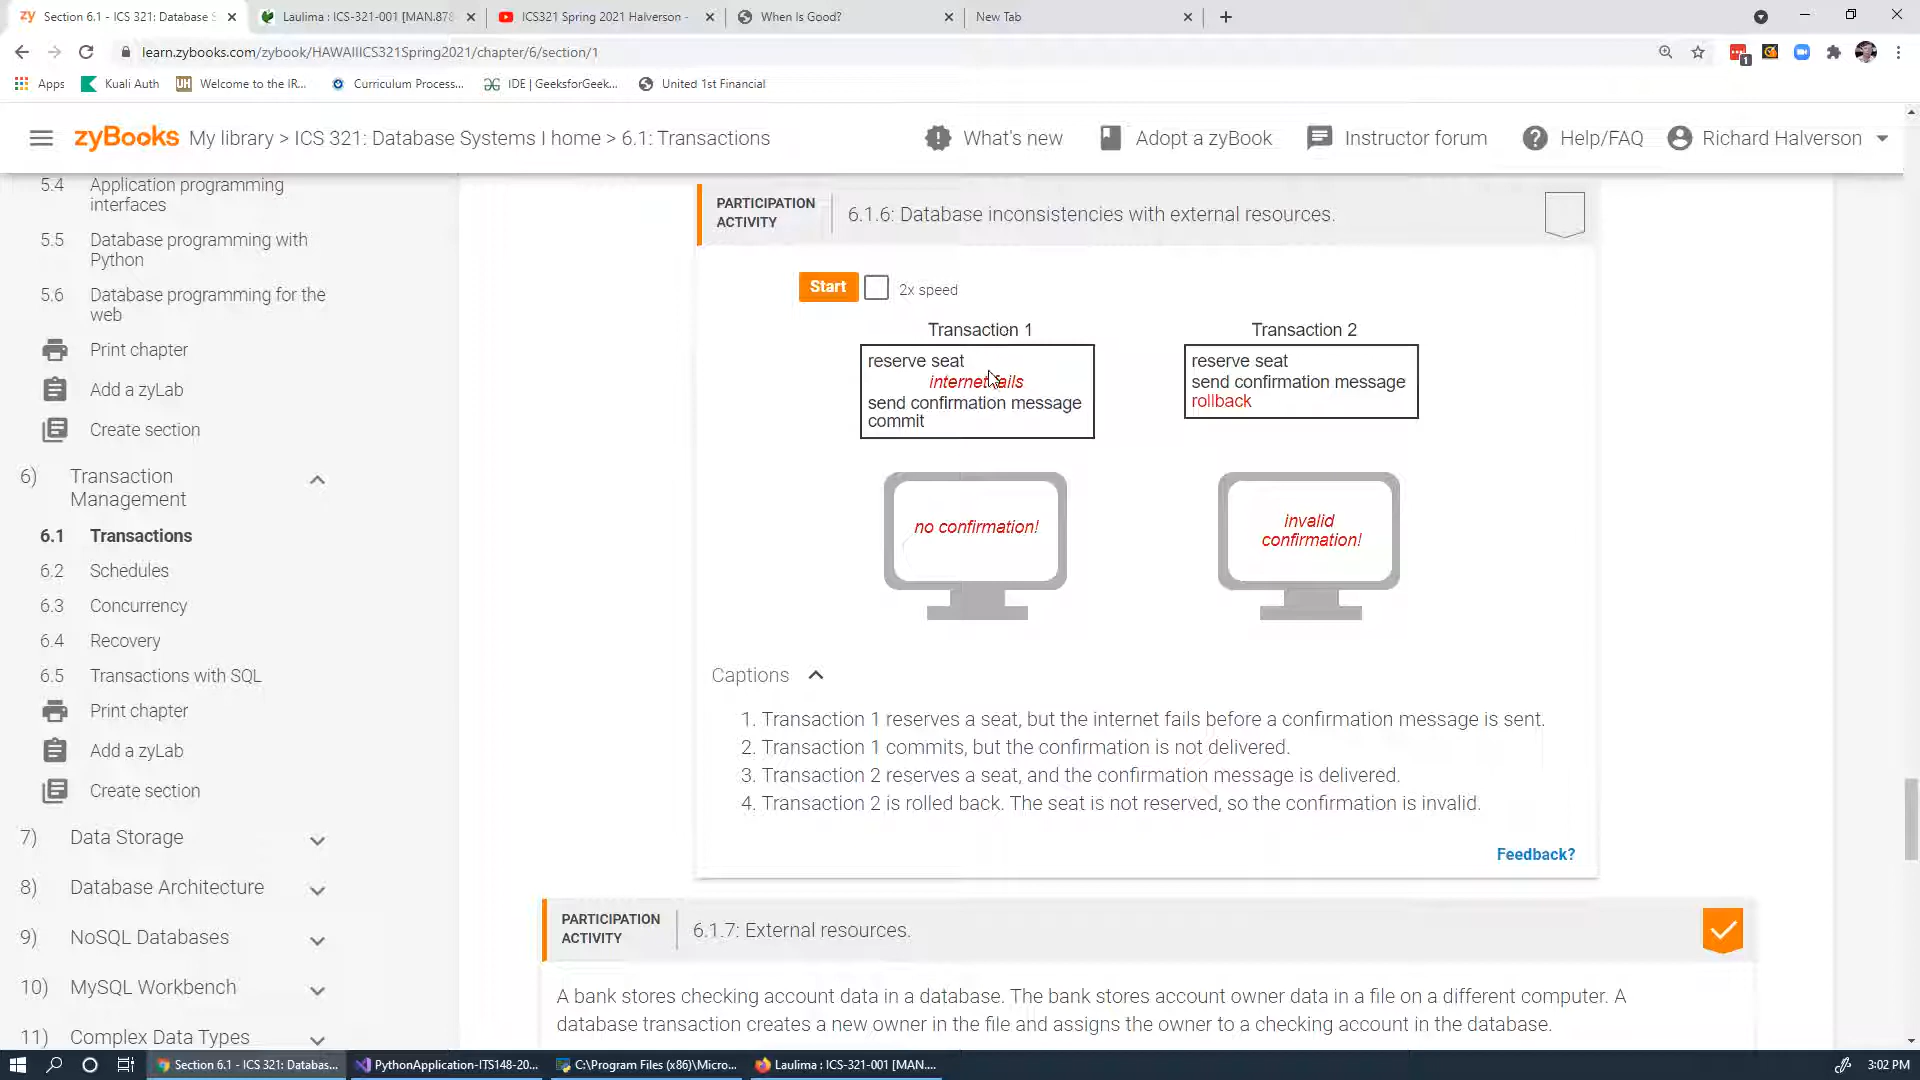 Section 6.1 - ICS 321: Database S
Laulima : ICS-321-001 [MAN.878
ICS321 Spring 2021 Halverson -
When Is Good?
New Tab
learn.zybooks.com/zybook/HAWAIIICS321Spring2021/chapter/6/section/1
1
Apps
Kuali Auth
UH
Welcome to the IR...
Curriculum Process...
IDE | GeeksforGeek...
United 1st Financial
zyBooks
My library > ICS 321: Database Systems I home > 6.1: Transactions
What's new
Adopt a zyBook
Instructor forum
Help/FAQ
Richard Halverson
5.4 Application programming
interfaces
5.5 Database programming with
Python
5.6 Database programming for the
web
Print chapter
Add a zyLab
Create section
6) Transaction
Management
6.1 Transactions
6.2 Schedules
6.3 Concurrency
6.4 Recovery
6.5 Transactions with SQL
Print chapter
Add a zyLab
Create section
7) Data Storage
8) Database Architecture
9) NoSQL Databases
10) MySQL Workbench
11) Complex Data Types
PARTICIPATION
ACTIVITY
6.1.6: Database inconsistencies with external resources.
Start
2x speed
Transaction 1
reserve seat
internet fails
send confirmation message
commit
no confirmation!
Transaction 2
reserve seat
send confirmation message
rollback
invalid
confirmation!
Captions
1. Transaction 1 reserves a seat, but the internet fails before a confirmation message is sent.
2. Transaction 1 commits, but the confirmation is not delivered.
3. Transaction 2 reserves a seat, and the confirmation message is delivered.
4. Transaction 2 is rolled back. The seat is not reserved, so the confirmation is invalid.
Feedback?
PARTICIPATION
ACTIVITY
6.1.7: External resources.
A bank stores checking account data in a database. The bank stores account owner data in a file on a different computer. A
database transaction creates a new owner in the file and assigns the owner to a checking account in the database.
Section 6.1 - ICS 321: Databas...
PythonApplication-ITS148-20...
C:\Program Files (x86)\Micro...
Laulima : ICS-321-001 [MAN....
3:02 PM